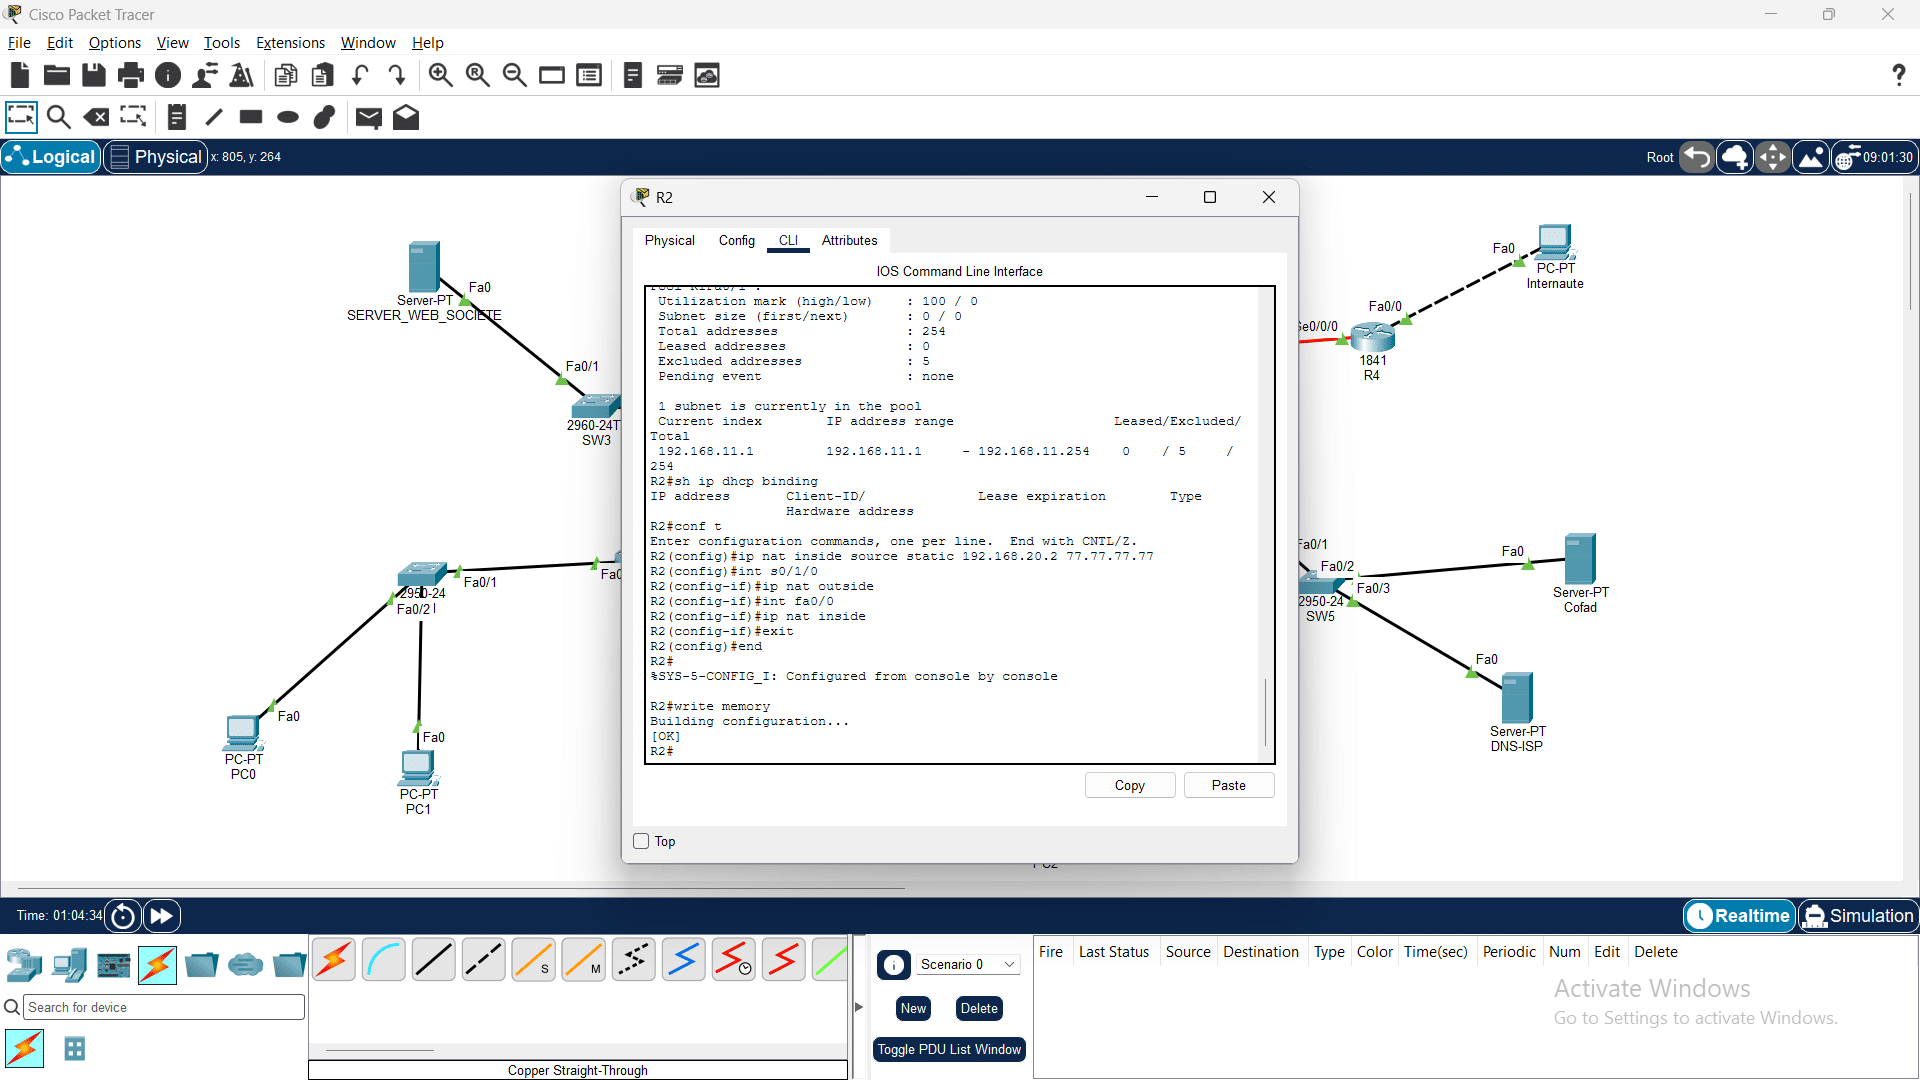 Cisco Packet Tracer
File Edit Options View Tools Extensions Window Help
Logical Physical x: 805, y: 264
Root 09:01:30
R2
Physical Config CLI Attributes
IOS Command Line Interface
Utilization mark (high/low) : 100 / 0
Subnet size (first/next) : 0 / 0
Total addresses : 254
Leased addresses : 0
Excluded addresses : 5
Pending event : none
1 subnet is currently in the pool
Current index IP address range Leased/Excluded/
Total
192.168.11.1 192.168.11.1 - 192.168.11.254 0 / 5 /
254
R2#sh ip dhcp binding
IP address Client-ID/ Lease expiration Type
Hardware address
R2#conf t
Enter configuration commands, one per line. End with CNTL/Z.
R2(config)#ip nat inside source static 192.168.20.2 77.77.77.77
R2(config)#int s0/1/0
R2(config-if)#ip nat outside
R2(config-if)#int fa0/0
R2(config-if)#ip nat inside
R2(config-if)#exit
R2(config)#end
R2#
%SYS-5-CONFIG_I: Configured from console by console
R2#write memory
Building configuration...
[OK]
R2#
Copy Paste
Top
Fa0
Server-PT
SERVER_WEB_SOCIETE
Fa0/1
2960-24T
SW3
Fa0/1
2950-24
Fa0/2
Fa0
PC-PT
PC0
Fa0
PC-PT
PC1
Fa0
PC-PT
Internaute
Fa0/0
Se0/0/0
1841
R4
Fa0/1
Fa0/2
Fa0/3
2950-24
SW5
Fa0
Server-PT
Cofad
Fa0
Server-PT
DNS-ISP
Time: 01:04:34
Realtime Simulation
Search for device
S
M
Copper Straight-Through
Scenario 0
New Delete
Toggle PDU List Window
Fire Last Status Source Destination Type Color Time(sec) Periodic Num Edit Delete
Activate Windows
Go to Settings to activate Windows.